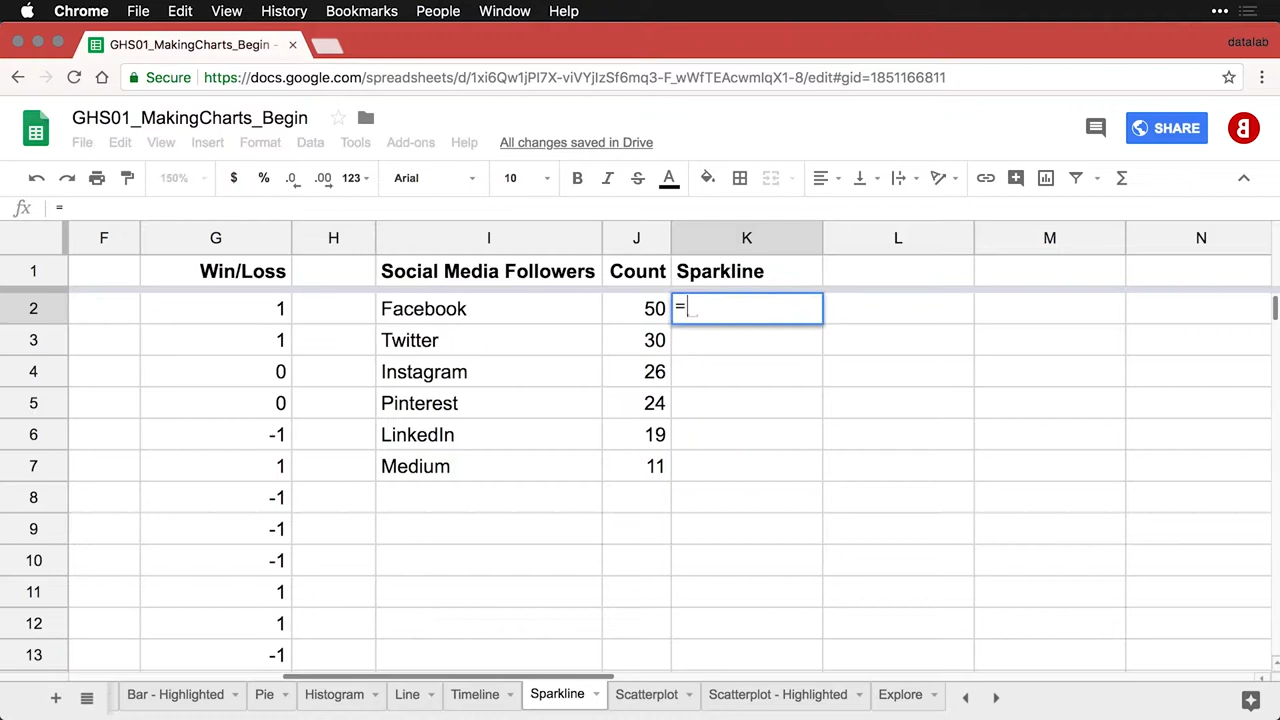 Chrome File Edit View History Bookmarks People Window Help
GHS01_MakingCharts_Begin -
datalab
Secure https://docs.google.com/spreadsheets/d/1xi6Qw1jPl7X-viVYjIzSf6mq3-F_wWfTEAcwmIqX1-8/edit#gid=1851166811
GHS01_MakingCharts_Begin
SHARE
File Edit View Insert Format Data Tools Add-ons Help All changes saved in Drive
150% $ % .0 .00 123 Arial 10 B I S A Σ
fx =
F G H I J K L M N
1 Win/Loss Social Media Followers Count Sparkline
2 1 Facebook 50 =
3 1 Twitter 30
4 0 Instagram 26
5 0 Pinterest 24
6 -1 LinkedIn 19
7 1 Medium 11
8 -1
9 -1
10 -1
11 1
12 1
13 -1
+ Bar - Highlighted Pie Histogram Line Timeline Sparkline Scatterplot Scatterplot - Highlighted Explore